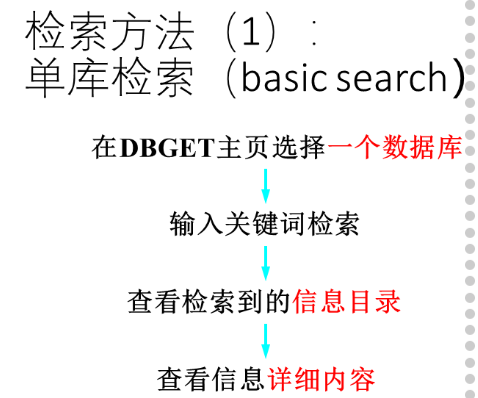 检索方法（1）：
单库检索（basic search)
在DBGET主页选择一个数据库
输入关键词检索
查看检索到的信息目录
查看信息详细内容